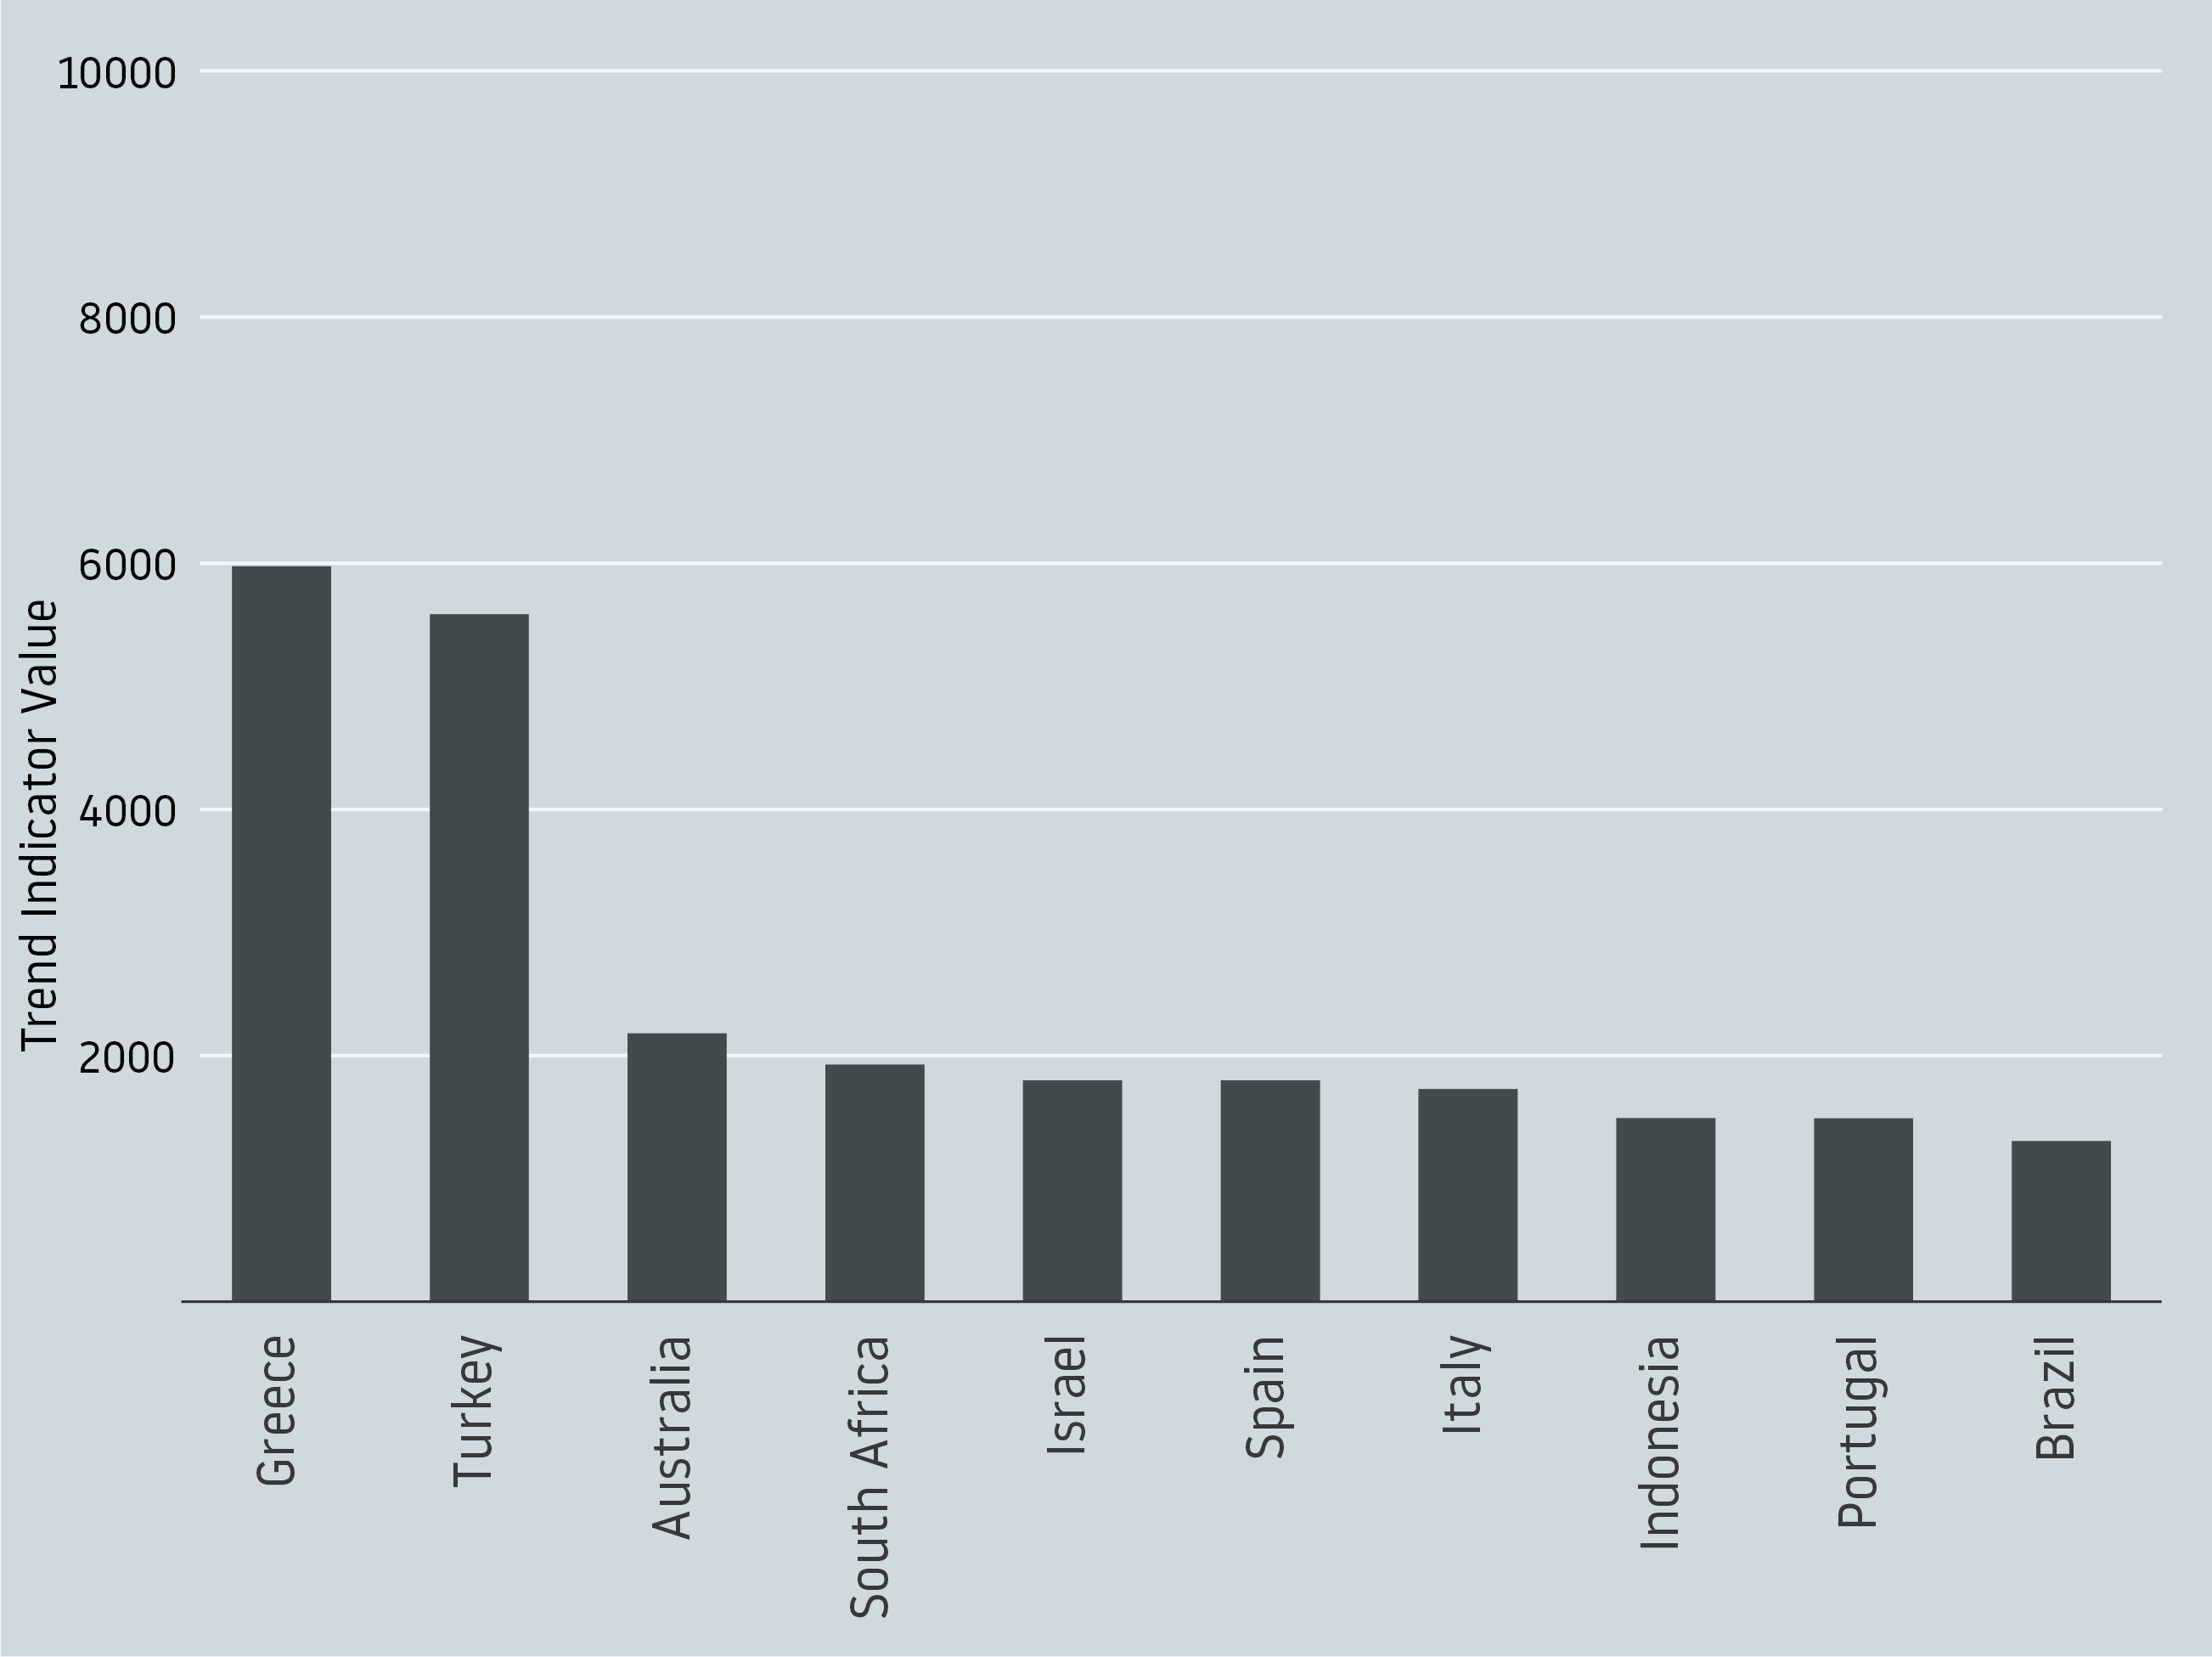 10000
8000
6000
4000
2000
Trend Indicator Value
Greece
Turkey
Australia
South Africa
Israel
Spain
Italy
Indonesia
Portugal
Brazil